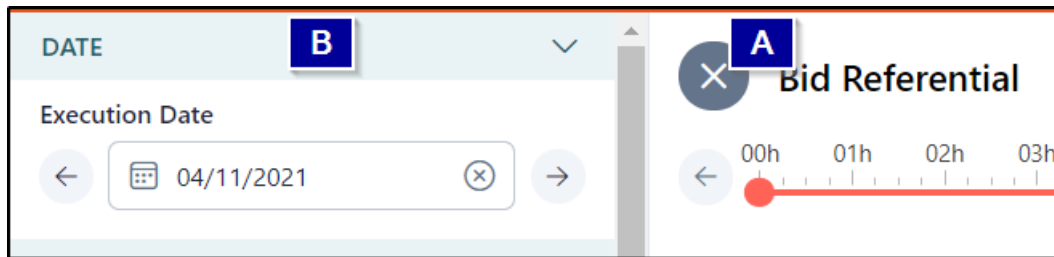 DATE
B
Execution Date
04/11/2021
A
Bid Referential
00h 01h 02h 03h